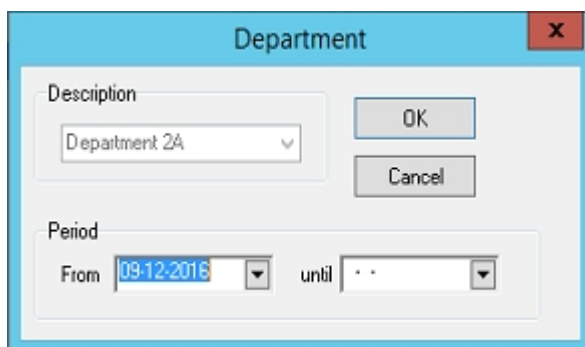 Department
x
Description
Department 2A
OK
Cancel
Period
From 09-12-2016 until - -